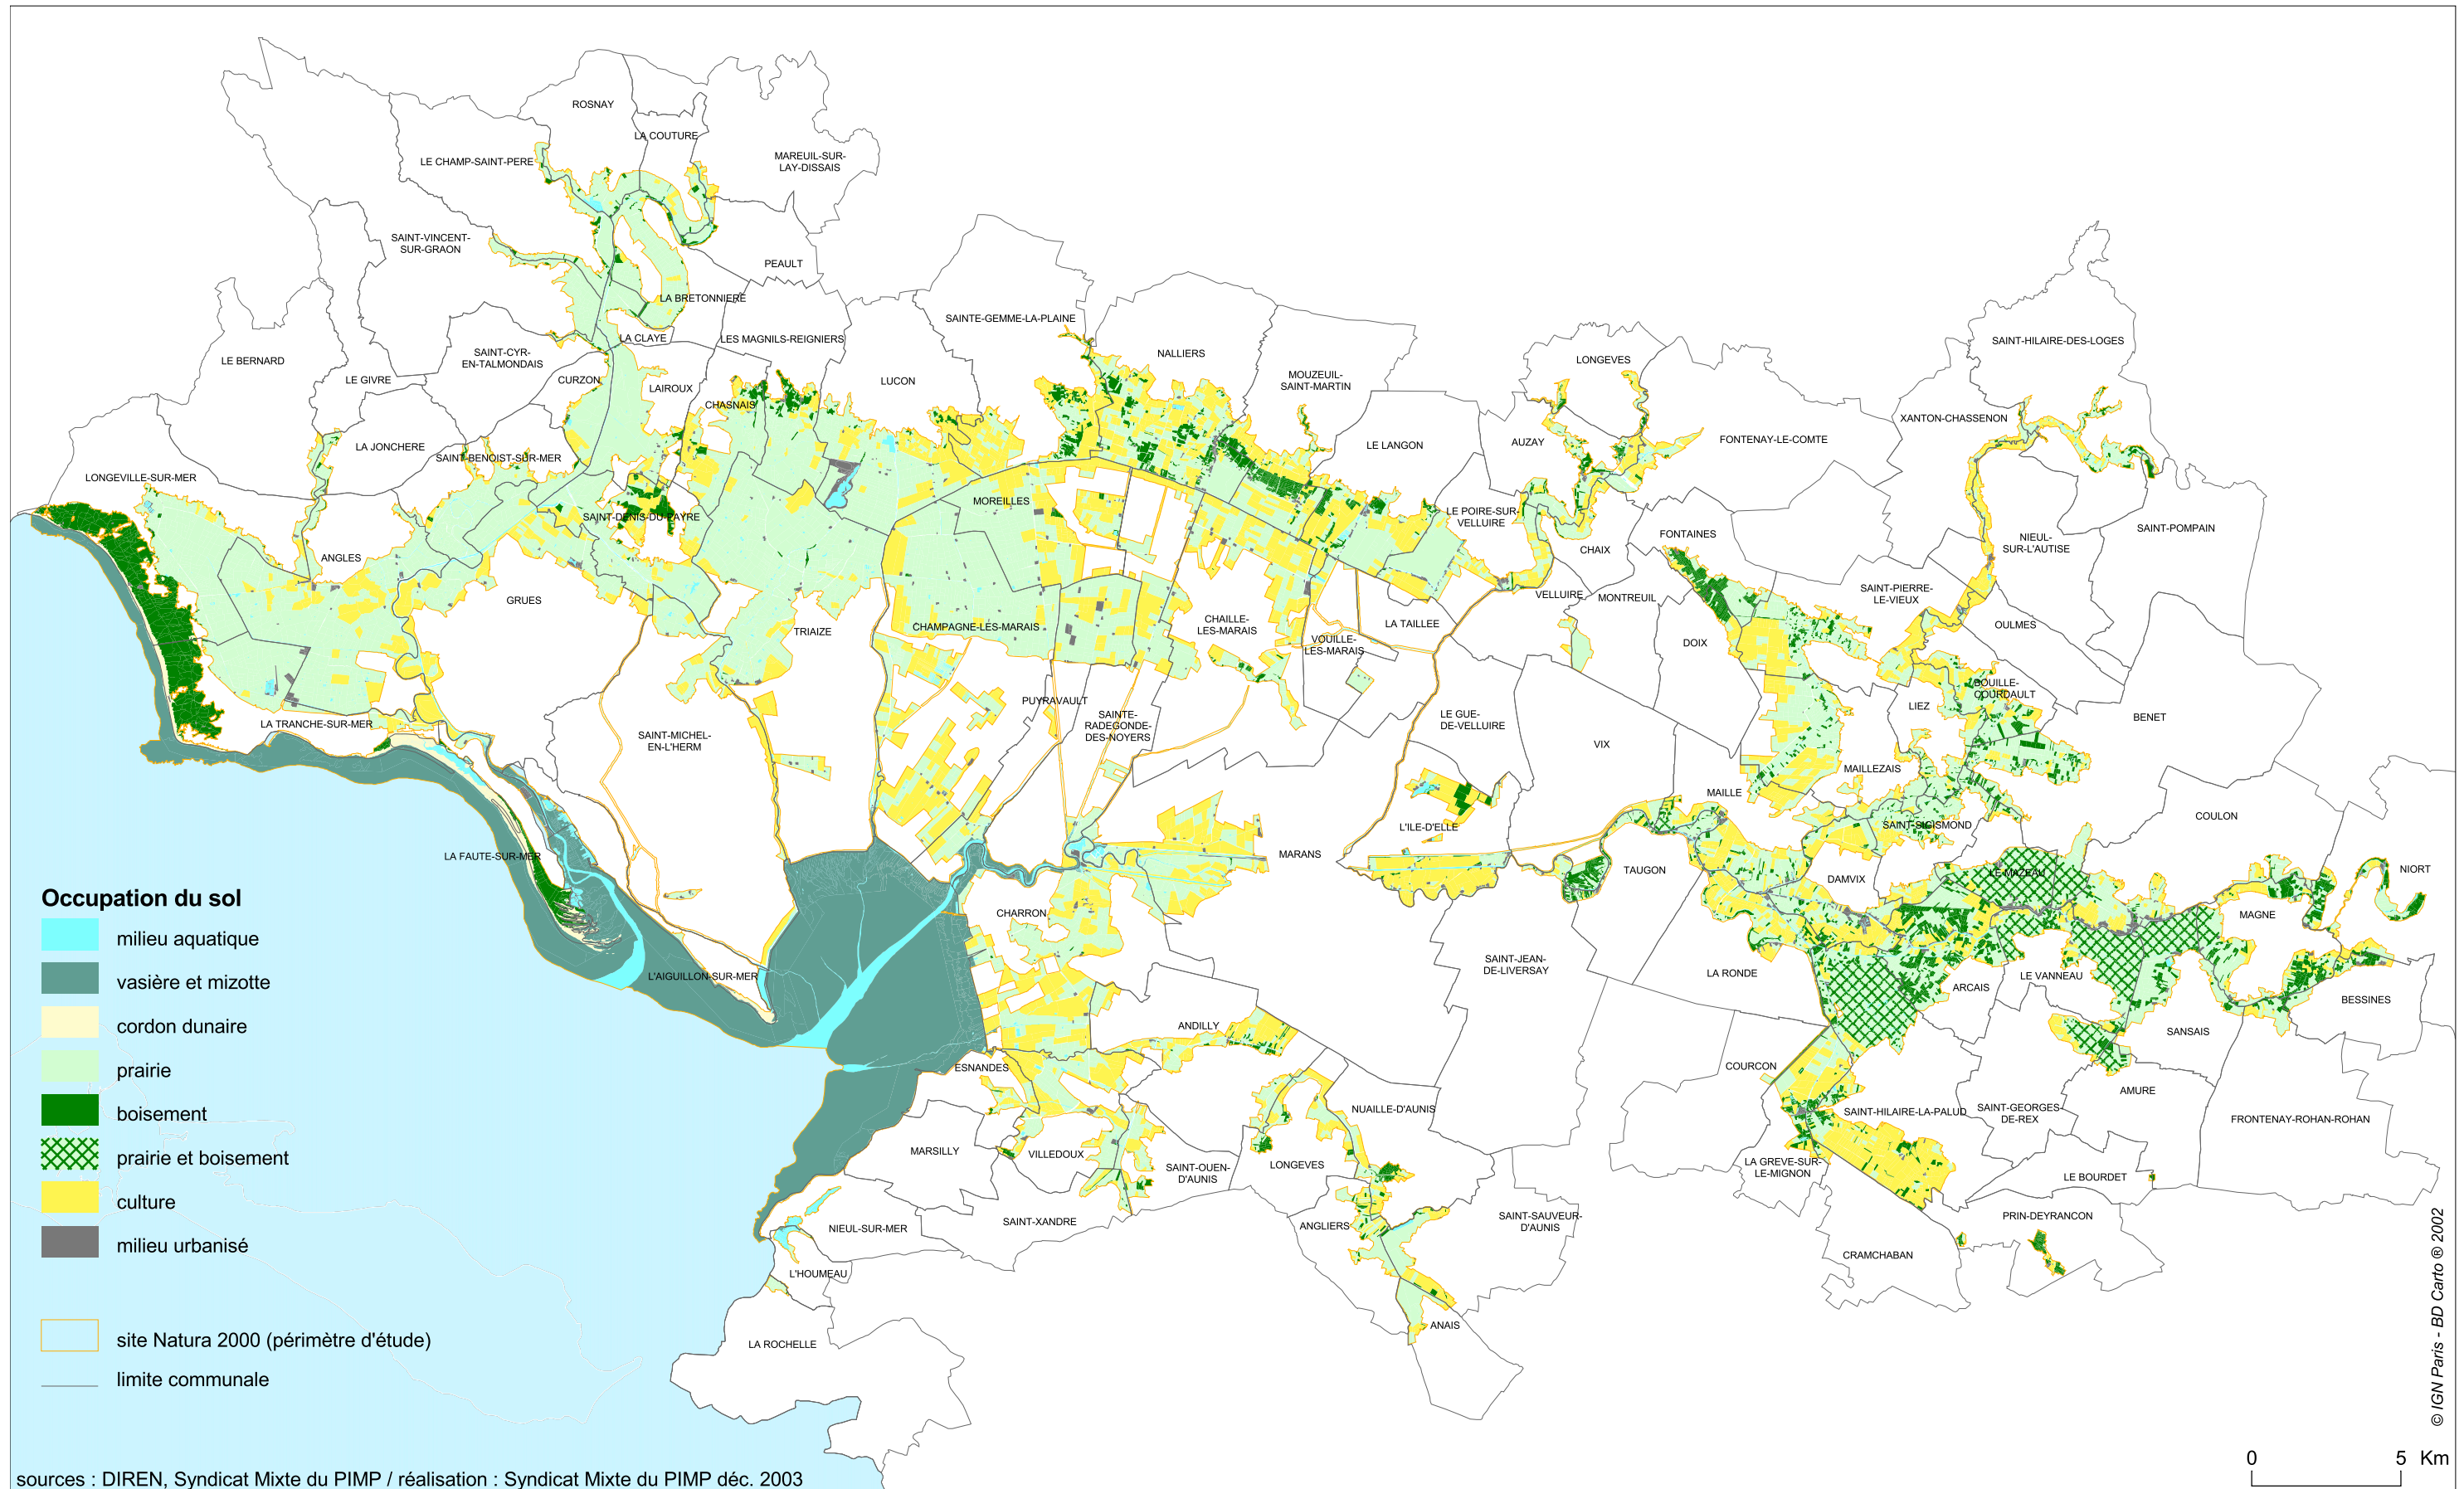 ROSNAY
LA COUTURE
LE CHAMP-SAINT-PERE
MAREUIL-SUR-
LAY-DISSAIS
SAINT-VINCENT-
SUR-GRAON
PEAULT
LA BRETONNIERE
SAINTE-GEMME-LA-PLAINE
LA CLAYE
LES MAGNILS-REIGNIERS
NALLIERS
SAINT-HILAIRE-DES-LOGES
LE BERNARD
SAINT-CYR-
EN-TALMONDAIS
LONGEVES
LE GIVRE
CURZON
LAIROUX
LUCON
MOUZEUIL-
SAINT-MARTIN
CHASNAIS
XANTON-CHASSENON
LA JONCHERE
SAINT-BENOIST-SUR-MER
LE LANGON
AUZAY
FONTENAY-LE-COMTE
LONGEVILLE-SUR-MER
MOREILLES
SAINT-DENIS-DU-PAYRE
LE POIRE-SUR-
VELLUIRE
SAINT-POMPAIN
ANGLES
CHAIX
FONTAINES
NIEUL-
SUR-L'AUTISE
GRUES
VELLUIRE
MONTREUIL
SAINT-PIERRE-
LE-VIEUX
TRIAIZE
CHAMPAGNE-LES-MARAIS
CHAILLE-
LES-MARAIS
VOUILLE-
LES-MARAIS
LA TAILLEE
DOIX
OULMES
BOUILLE-
COURDAULT
LA TRANCHE-SUR-MER
SAINT-MICHEL-
EN-L'HERM
PUYRAVAULT
SAINTE-
RADEGONDE-
DES-NOYERS
LE GUE-
DE-VELLUIRE
VIX
LIEZ
BENET
MAILLEZAIS
MAILLE
LA FAUTE-SUR-MER
MARANS
L'ILE-D'ELLE
SAINT-SIGISMOND
COULON
TAUGON
DAMVIX
LE MAZEAU
NIORT
CHARRON
MAGNE
L'AIGUILLON-SUR-MER
SAINT-JEAN-
DE-LIVERSAY
LA RONDE
ARCAIS
LE VANNEAU
BESSINES
ANDILLY
SANSAIS
ESNANDES
COURCON
AMURE
NUAILLE-D'AUNIS
SAINT-HILAIRE-LA-PALUD
SAINT-GEORGES-
DE-REX
FRONTENAY-ROHAN-ROHAN
MARSILLY
VILLEDOUX
SAINT-OUEN-
D'AUNIS
LONGEVES
LA GREVE-SUR-
LE-MIGNON
LE BOURDET
NIEUL-SUR-MER
SAINT-XANDRE
ANGLIERS
SAINT-SAUVEUR-
D'AUNIS
PRIN-DEYRANCON
CRAMCHABAN
L'HOUMEAU
LA ROCHELLE
ANAIS
Occupation du sol
milieu aquatique
vasière et mizotte
cordon dunaire
prairie
boisement
prairie et boisement
culture
milieu urbanisé
site Natura 2000 (périmètre d'étude)
limite communale
sources : DIREN, Syndicat Mixte du PIMP / réalisation : Syndicat Mixte du PIMP déc. 2003
© IGN Paris - BD Carto ® 2002
0 5 Km